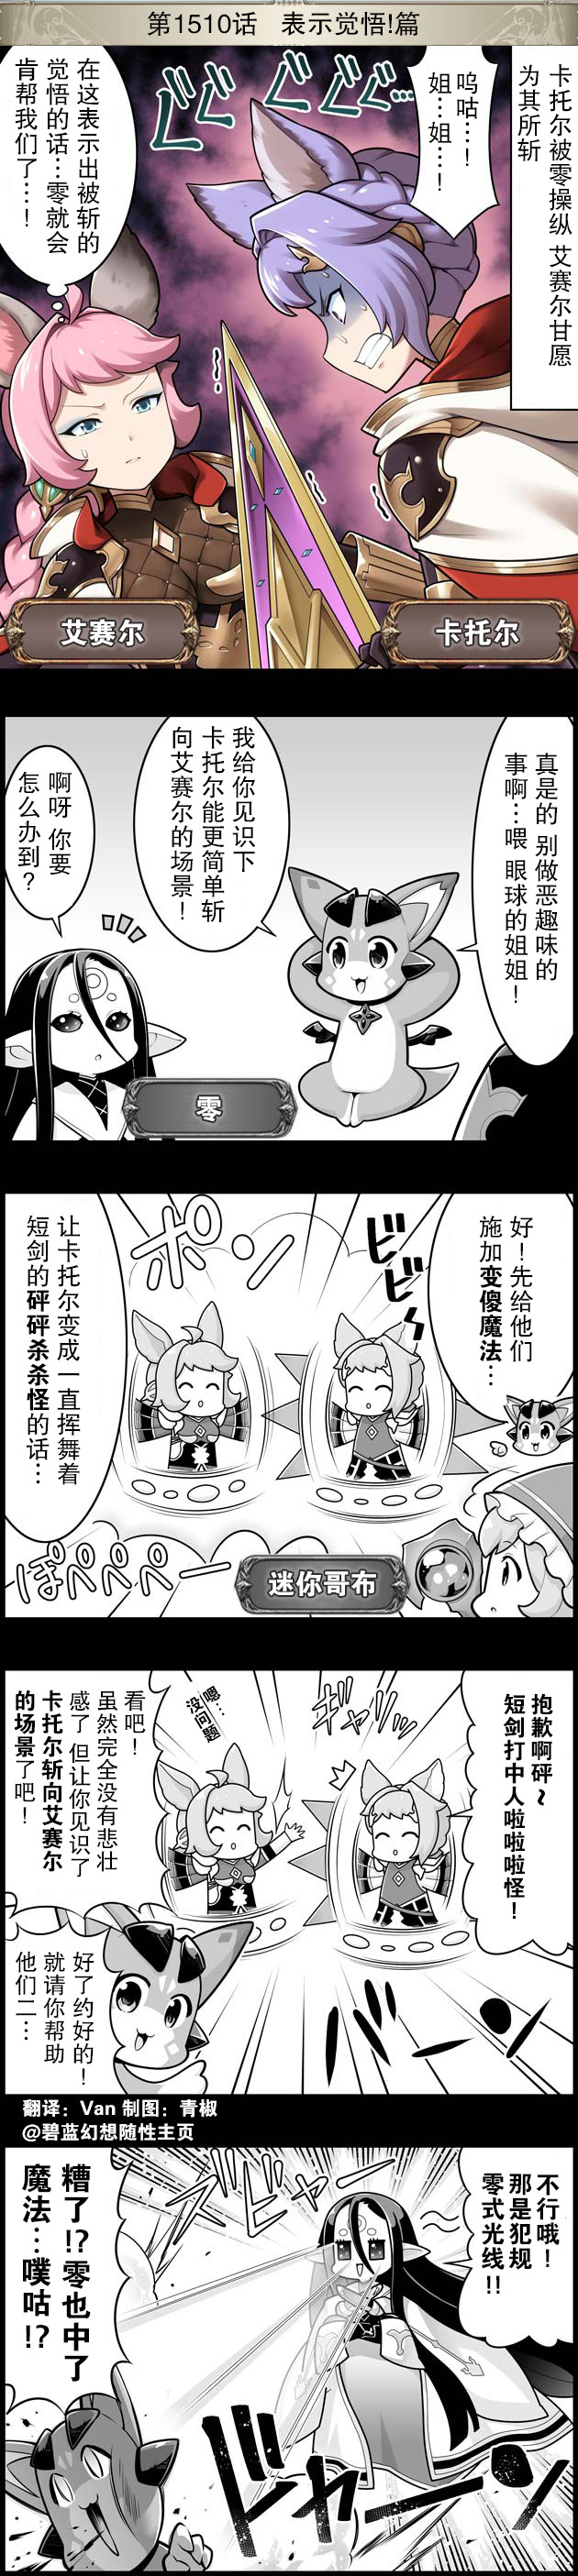 第1510话　表示觉悟!篇
卡托尔被零操纵 艾赛尔甘愿
为其所斩
呜咕…！
姐…姐…！
ビビビビ…
在这表示出被斩的
觉悟的话…零就会
肯帮我们了…！
艾赛尔
卡托尔
真是的 别做恶趣味的
事啊…喂 眼球的姐姐！
我给你见识下
卡托尔能更简单斩
向艾赛尔的场景！
啊呀 你要
怎么办到？
零
好！先给他们
施加变傻魔法…
ビビ〜
ポン
让卡托尔变成一直挥舞着
短剑的砰砰杀杀怪的话…
ぽぺぺぺー
迷你哥布
抱歉啊砰~
短剑打中人啦啦啦怪！
嗯…
没问题
看吧！
虽然完全没有悲壮
感了 但让你见识了
卡托尔斩向艾赛尔
的场景了吧！
好了约好的！
就请你帮助
他们二…
翻译：Van 制图：青椒
@碧蓝幻想随性主页
不行哦！
那是犯规
零式光线!!
ズビャー
糟了!?零也中了
魔法…噗咕!?
ドギャーン